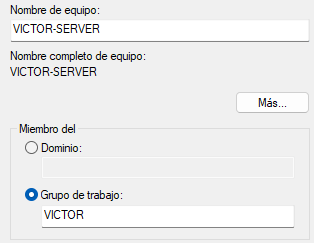 Nombre de equipo:
VICTOR-SERVER
Nombre completo de equipo:
VICTOR-SERVER
Más...
Miembro del
Dominio:
Grupo de trabajo:
VICTOR